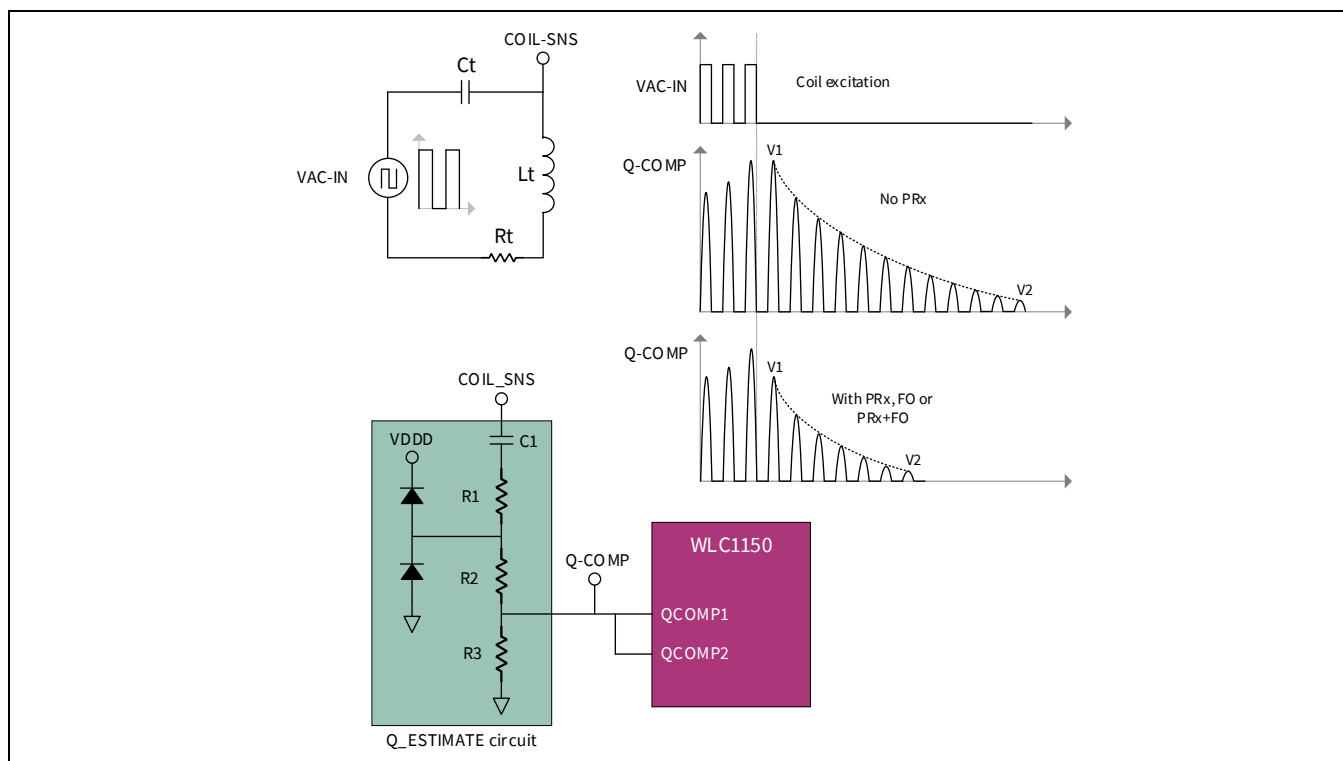 COIL-SNS
Ct
VAC-IN
Lt
Rt
VAC-IN
Coil excitation
Q-COMP
V1
No PRx
V2
Q-COMP
V1
With PRx, FO or
PRx+FO
V2
COIL_SNS
VDDD
C1
R1
R2
R3
Q-COMP
WLC1150
QCOMP1
QCOMP2
Q_ESTIMATE circuit